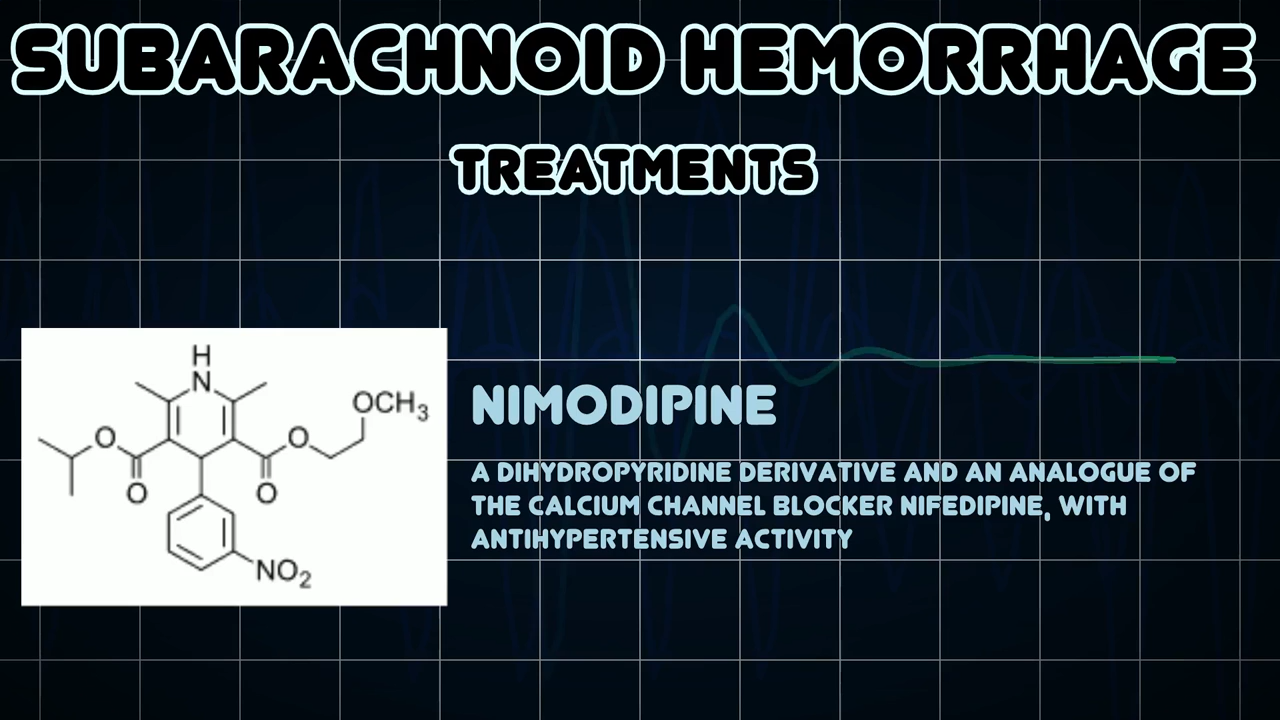 SUBARACHNOID HEMORRHAGE
TREATMENTS
H
N
OCH3
O
O
O
O
NO2
NIMODIPINE
A DIHYDROPYRIDINE DERIVATIVE AND AN ANALOGUE OF
THE CALCIUM CHANNEL BLOCKER NIFEDIPINE, WITH
ANTIHYPERTENSIVE ACTIVITY